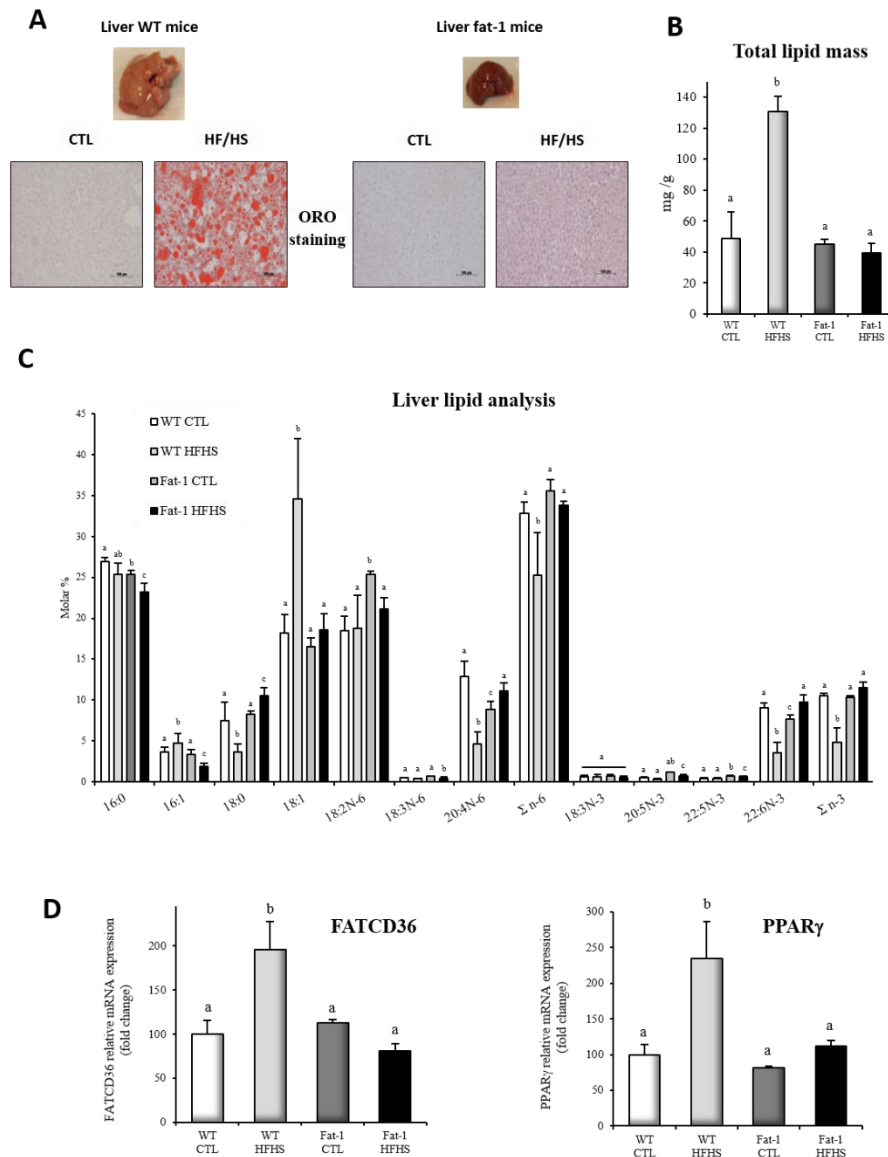 A
Liver WT mice
Liver fat-1 mice
CTL
HF/HS
CTL
HF/HS
ORO
staining
B
Total lipid mass
mg /g
140
120
100
80
60
40
20
0
a
b
a
a
WT
CTL
WT
HFHS
Fat-1
CTL
Fat-1
HFHS
C
Liver lipid analysis
WT CTL
WT HFHS
Fat-1 CTL
Fat-1 HFHS
Molar %
45
40
35
30
25
20
15
10
5
0
a ab b c
a b a c
a b a c
a b a a
a a b a
a a a a
a b c a
a b a a
a
a a ab c
a a b c
a b c a
a b a a
16:0
16:1
18:0
18:1
18:2N-6
18:3N-6
20:4N-6
Σ n-6
18:3N-3
20:5N-3
22:5N-3
22:6N-3
Σ n-3
D
FATCD36
FATCD36 relative mRNA expression
(fold change)
200
150
100
50
0
a
b
a
a
WT
CTL
WT
HFHS
Fat-1
CTL
Fat-1
HFHS
PPARγ
PPARγ relative mRNA expression
(fold change)
300
250
200
150
100
50
0
a
b
a
a
WT
CTL
WT
HFHS
Fat-1
CTL
Fat-1
HFHS